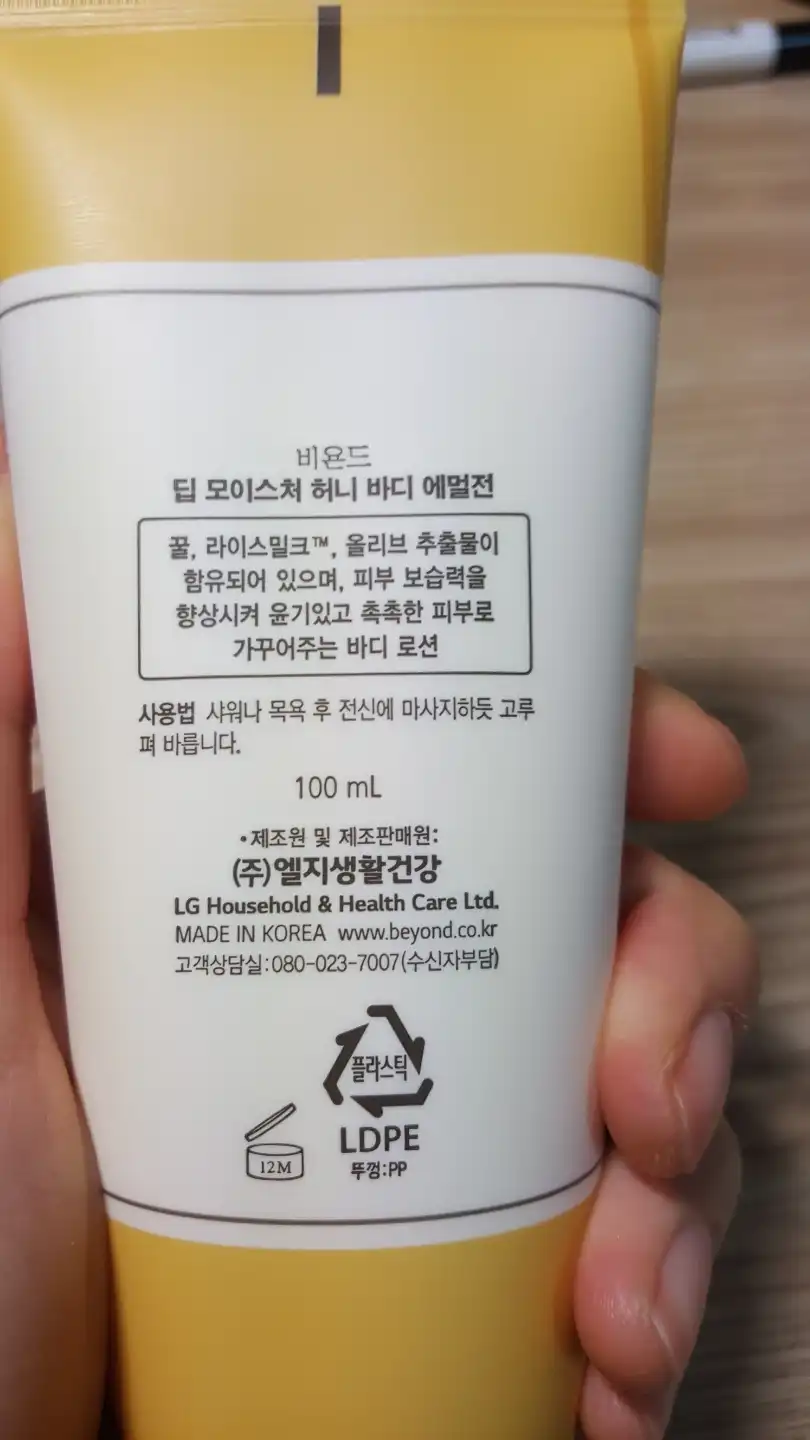 비욘드
딥 모이스처 허니 바디 에멀전
꿀, 라이스밀크™, 올리브 추출물이
함유되어 있으며, 피부 보습력을
향상시켜 윤기있고 촉촉한 피부로
가꾸어주는 바디 로션
사용법 샤워나 목욕 후 전신에 마사지하듯 고루
펴 바릅니다.
100 mL
•제조원 및 제조판매원:
(주)엘지생활건강
LG Household & Health Care Ltd.
MADE IN KOREA www.beyond.co.kr
고객상담실:080-023-7007(수신자부담)
플라스틱
LDPE
12M
뚜껑:PP